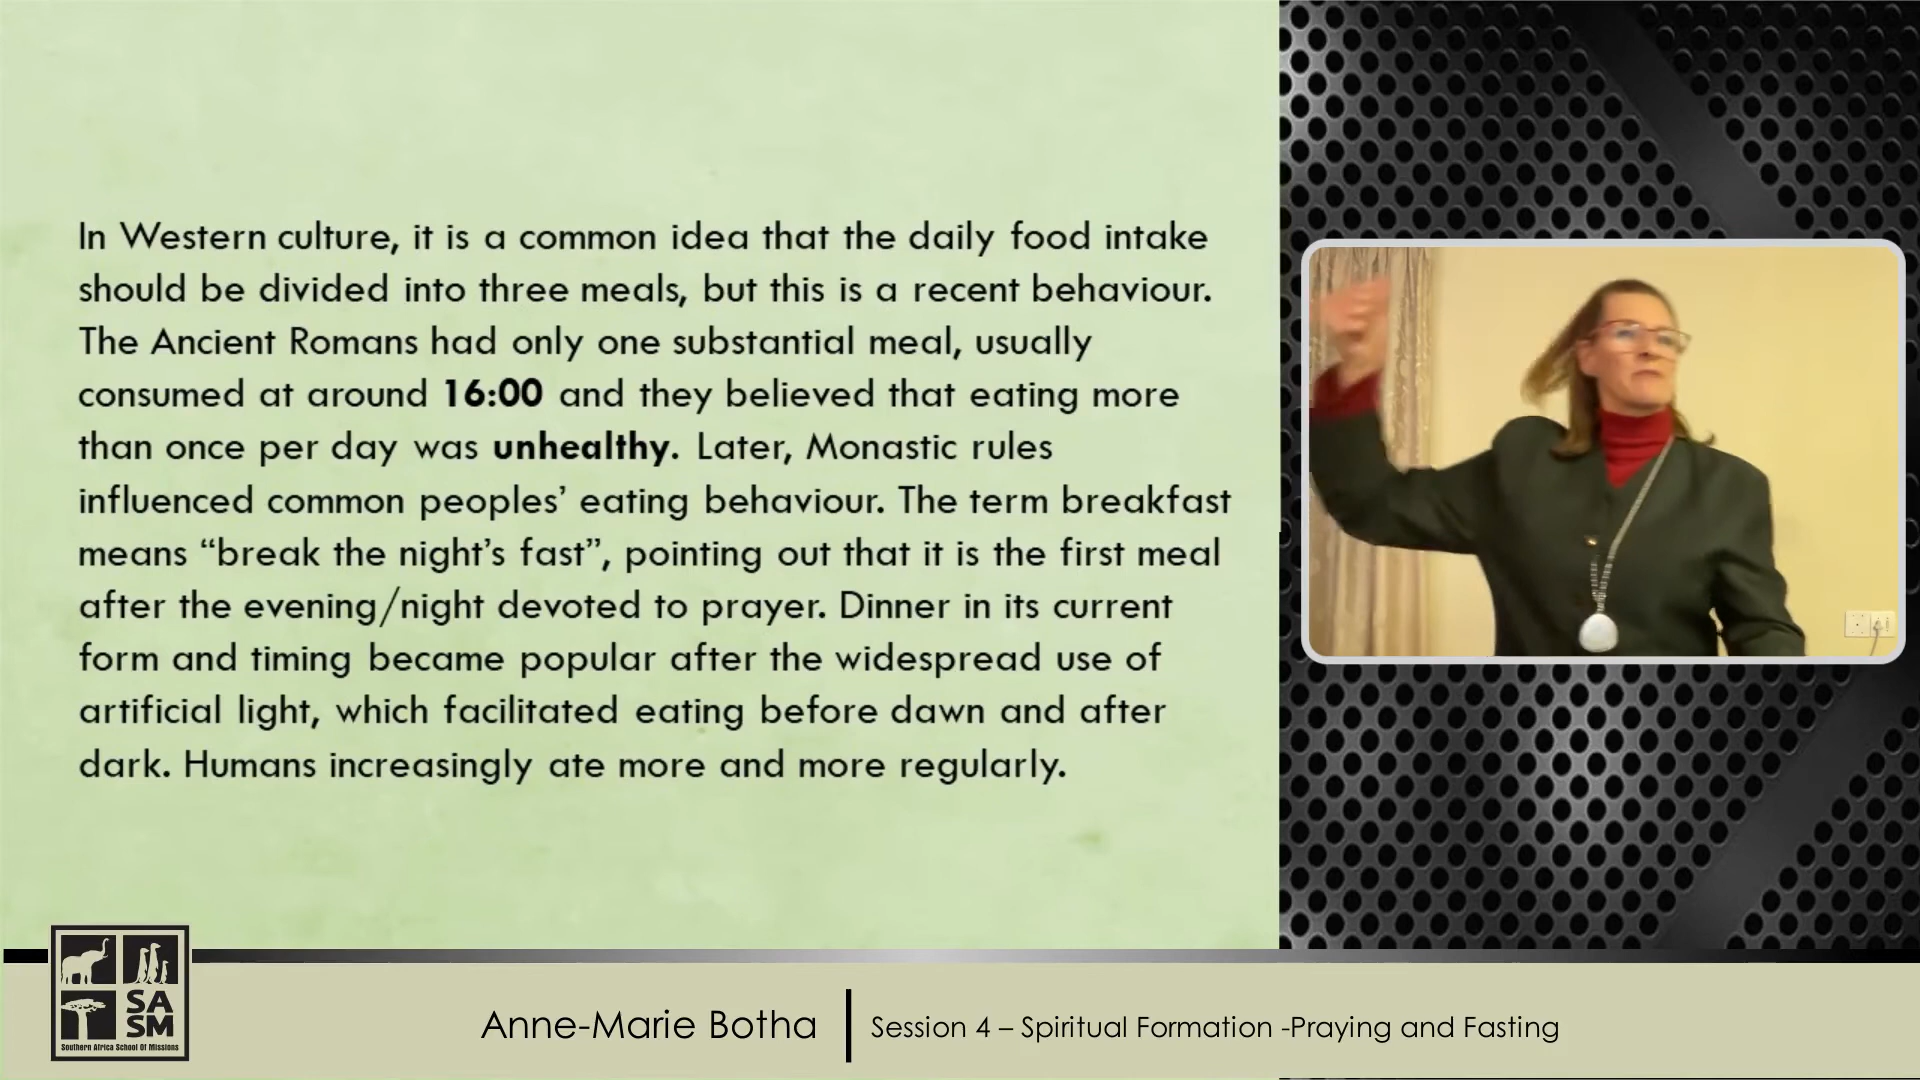 In Western culture, it is a common idea that the daily food intake
should be divided into three meals, but this is a recent behaviour.
The Ancient Romans had only one substantial meal, usually
consumed at around 16:00 and they believed that eating more
than once per day was unhealthy. Later, Monastic rules
influenced common peoples’ eating behaviour. The term breakfast
means “break the night’s fast”, pointing out that it is the first meal
after the evening/night devoted to prayer. Dinner in its current
form and timing became popular after the widespread use of
artificial light, which facilitated eating before dawn and after
dark. Humans increasingly ate more and more regularly.
SA
SM
Southern Africa School Of Missions
Anne-Marie Botha
Session 4 – Spiritual Formation -Praying and Fasting